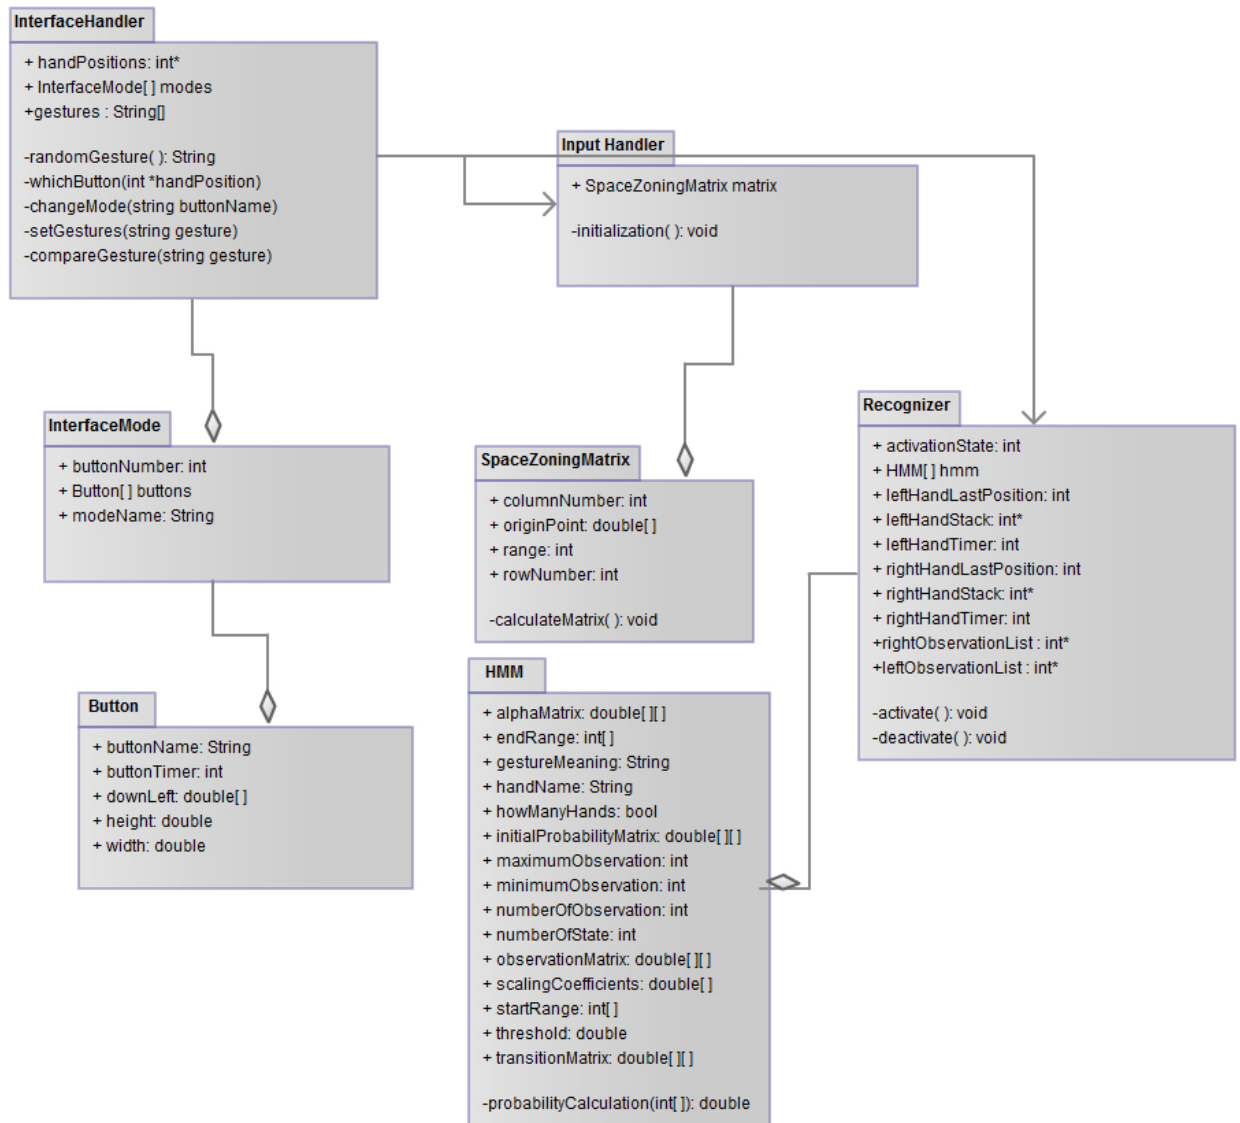 InterfaceHandler
+ handPositions: int*
+ InterfaceMode[ ] modes
+gestures : String[]
-randomGesture( ): String
-whichButton(int *handPosition)
-changeMode(string buttonName)
-setGestures(string gesture)
-compareGesture(string gesture)
Input Handler
+ SpaceZoningMatrix matrix
-initialization( ): void
InterfaceMode
+ buttonNumber: int
+ Button[ ] buttons
+ modeName: String
SpaceZoningMatrix
+ columnNumber: int
+ originPoint: double[ ]
+ range: int
+ rowNumber: int
-calculateMatrix( ): void
Recognizer
+ activationState: int
+ HMM[ ] hmm
+ leftHandLastPosition: int
+ leftHandStack: int*
+ leftHandTimer: int
+ rightHandLastPosition: int
+ rightHandStack: int*
+ rightHandTimer: int
+rightObservationList : int*
+leftObservationList : int*
-activate( ): void
-deactivate( ): void
Button
+ buttonName: String
+ buttonTimer: int
+ downLeft: double[ ]
+ height: double
+ width: double
HMM
+ alphaMatrix: double[ ][ ]
+ endRange: int[ ]
+ gestureMeaning: String
+ handName: String
+ howManyHands: bool
+ initialProbabilityMatrix: double[ ][ ]
+ maximumObservation: int
+ minimumObservation: int
+ numberOfObservation: int
+ numberOfState: int
+ observationMatrix: double[ ][ ]
+ scalingCoefficients: double[ ]
+ startRange: int[ ]
+ threshold: double
+ transitionMatrix: double[ ][ ]
-probabilityCalculation(int[ ]): double